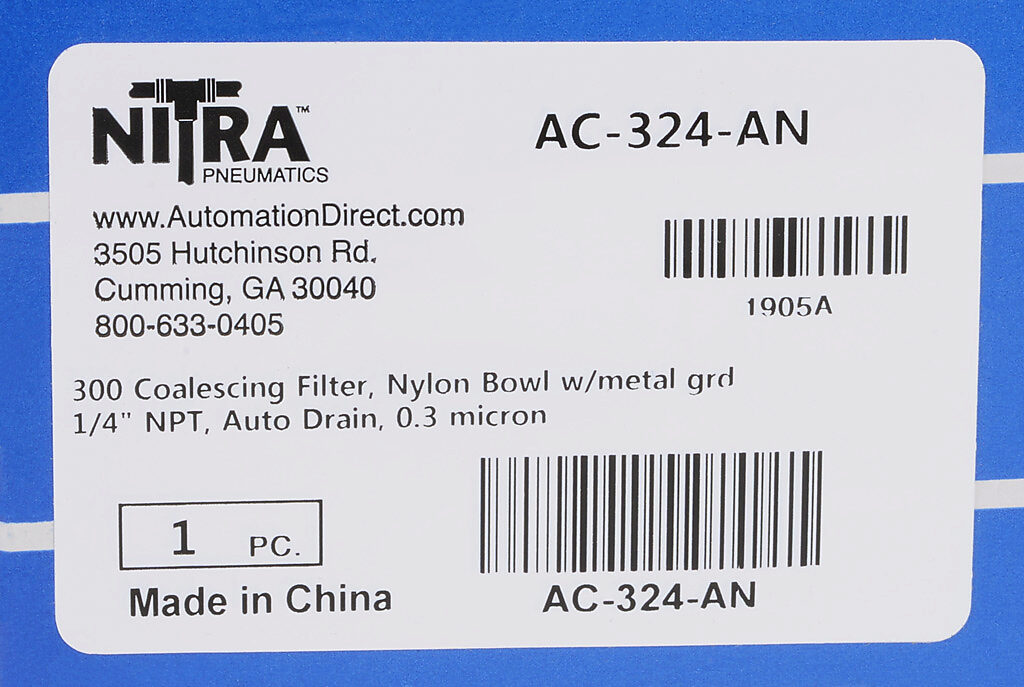 NITRA™
PNEUMATICS
AC-324-AN
www.AutomationDirect.com
3505 Hutchinson Rd.
Cumming, GA 30040
800-633-0405
1905A
300 Coalescing Filter, Nylon Bowl w/metal grd
1/4" NPT, Auto Drain, 0.3 micron
1 PC.
Made in China
AC-324-AN